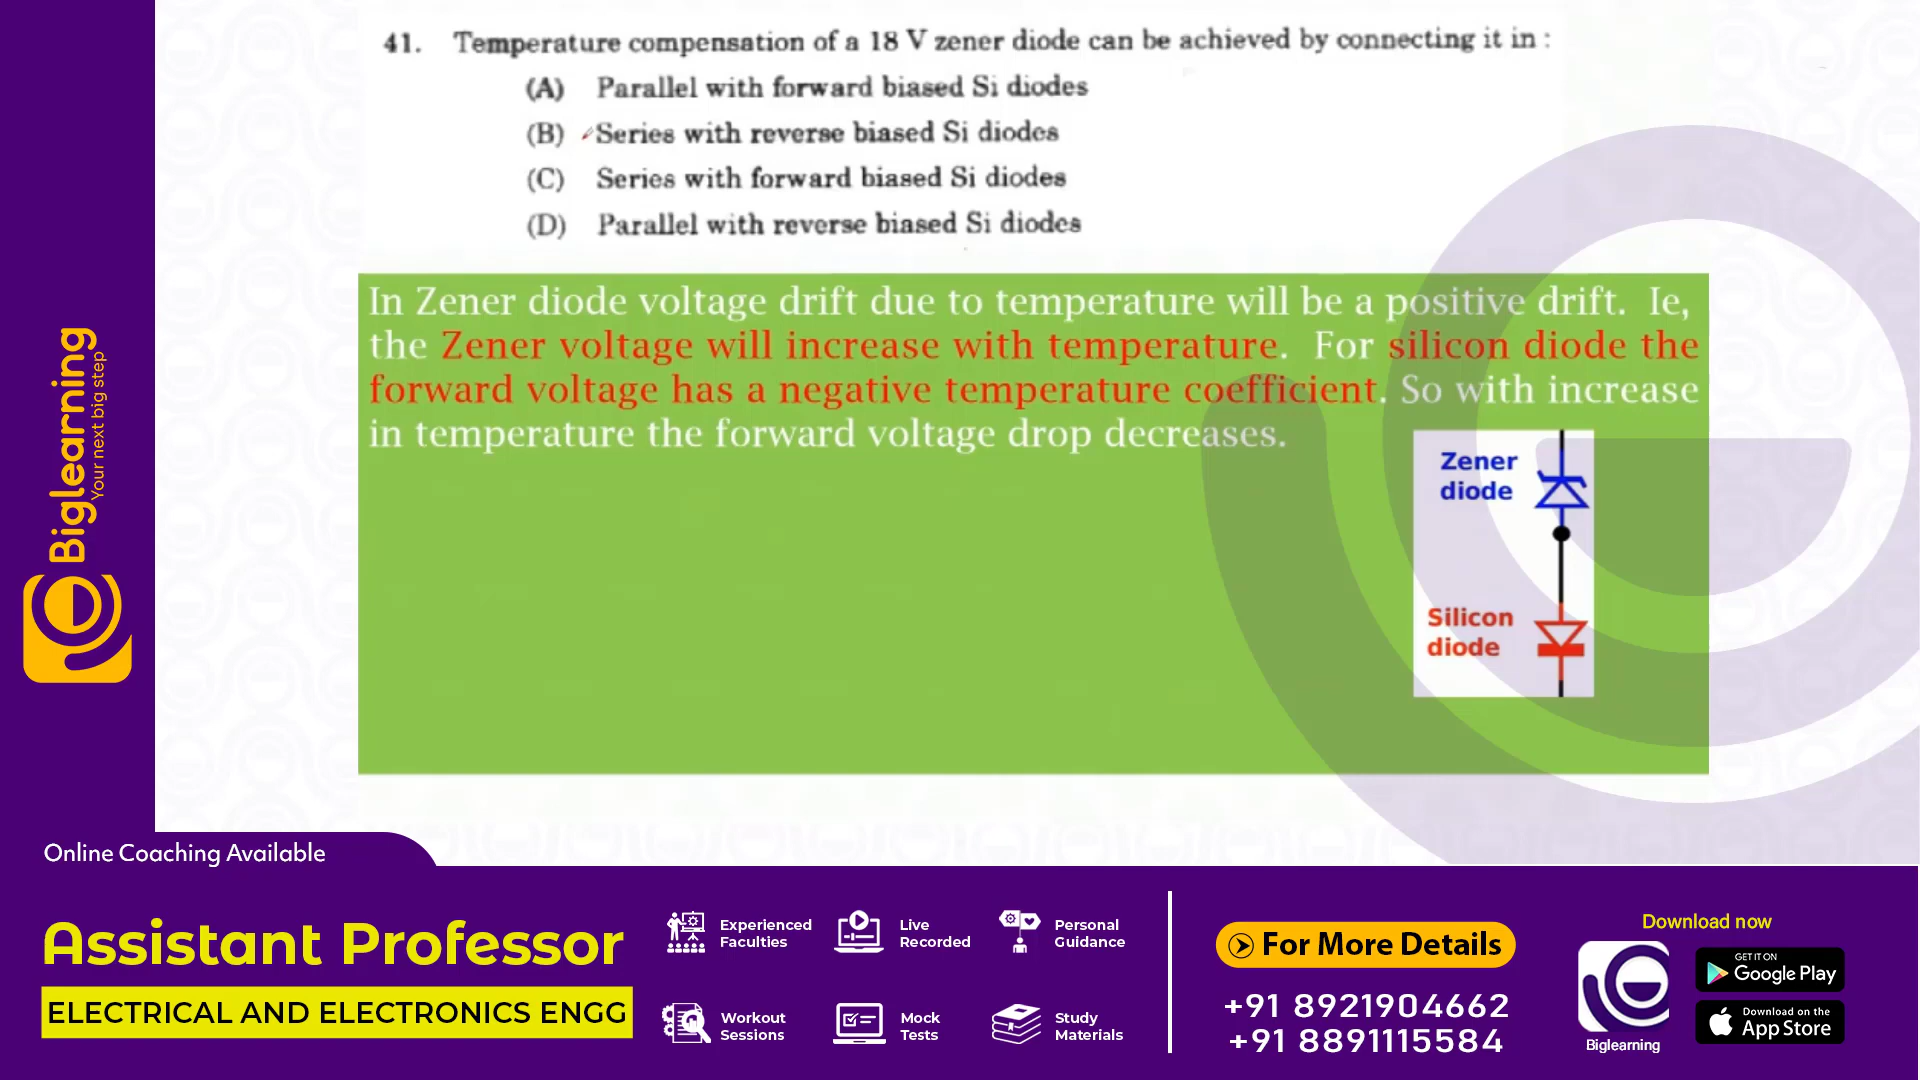 41. Temperature compensation of a 18 V zener diode can be achieved by connecting it in :
(A) Parallel with forward biased Si diodes
(B) Series with reverse biased Si diodes
(C) Series with forward biased Si diodes
(D) Parallel with reverse biased Si diodes
In Zener diode voltage drift due to temperature will be a positive drift. Ie,
the Zener voltage will increase with temperature. For silicon diode the
forward voltage has a negative temperature coefficient. So with increase
in temperature the forward voltage drop decreases.
Zener
diode
Silicon
diode
Biglearning
Your next big step
Online Coaching Available
Assistant Professor
ELECTRICAL AND ELECTRONICS ENGG
Experienced
Faculties
Live
Recorded
Personal
Guidance
Workout
Sessions
Mock
Tests
Study
Materials
For More Details
+91 8921904662
+91 8891115584
Download now
Biglearning
GET IT ON
Google Play
Download on the
App Store